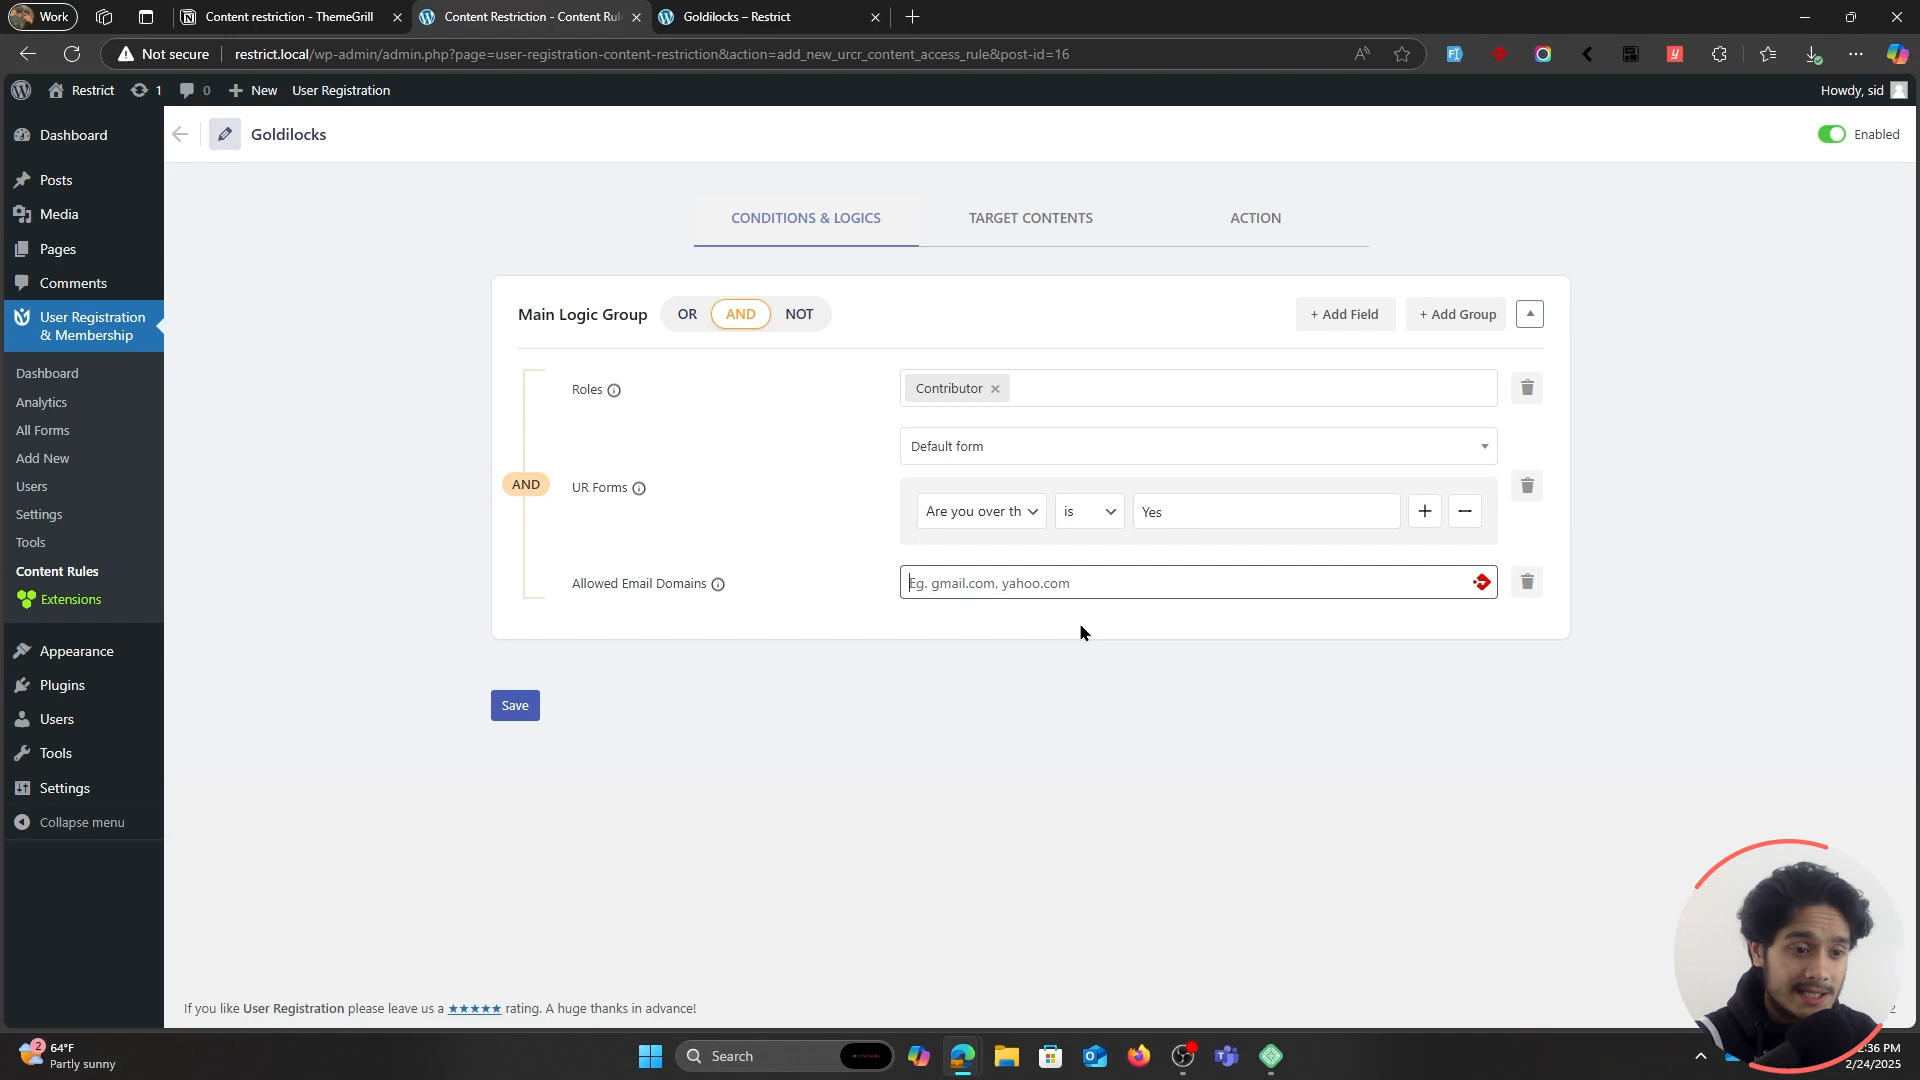 Work
Content restriction - ThemeGrill
Content Restriction - Content Rul
Goldilocks – Restrict
Not secure
restrict.local/wp-admin/admin.php?page=user-registration-content-restriction&action=add_new_urcr_content_access_rule&post-id=16
Restrict
1
0
New
User Registration
Howdy, sid
Dashboard
Posts
Media
Pages
Comments
User Registration
& Membership
Dashboard
Analytics
All Forms
Add New
Users
Settings
Tools
Content Rules
Extensions
Appearance
Plugins
Users
Tools
Settings
Collapse menu
Goldilocks
Enabled
CONDITIONS & LOGICS
TARGET CONTENTS
ACTION
Main Logic Group
OR
AND
NOT
+ Add Field
+ Add Group
Roles
Contributor ×
Default form
AND
UR Forms
Are you over th
is
Yes
Allowed Email Domains
Eg. gmail.com, yahoo.com
Save
If you like User Registration please leave us a ★★★★★ rating. A huge thanks in advance!
2
64°F
Partly sunny
Search
:36 PM
2/24/2025